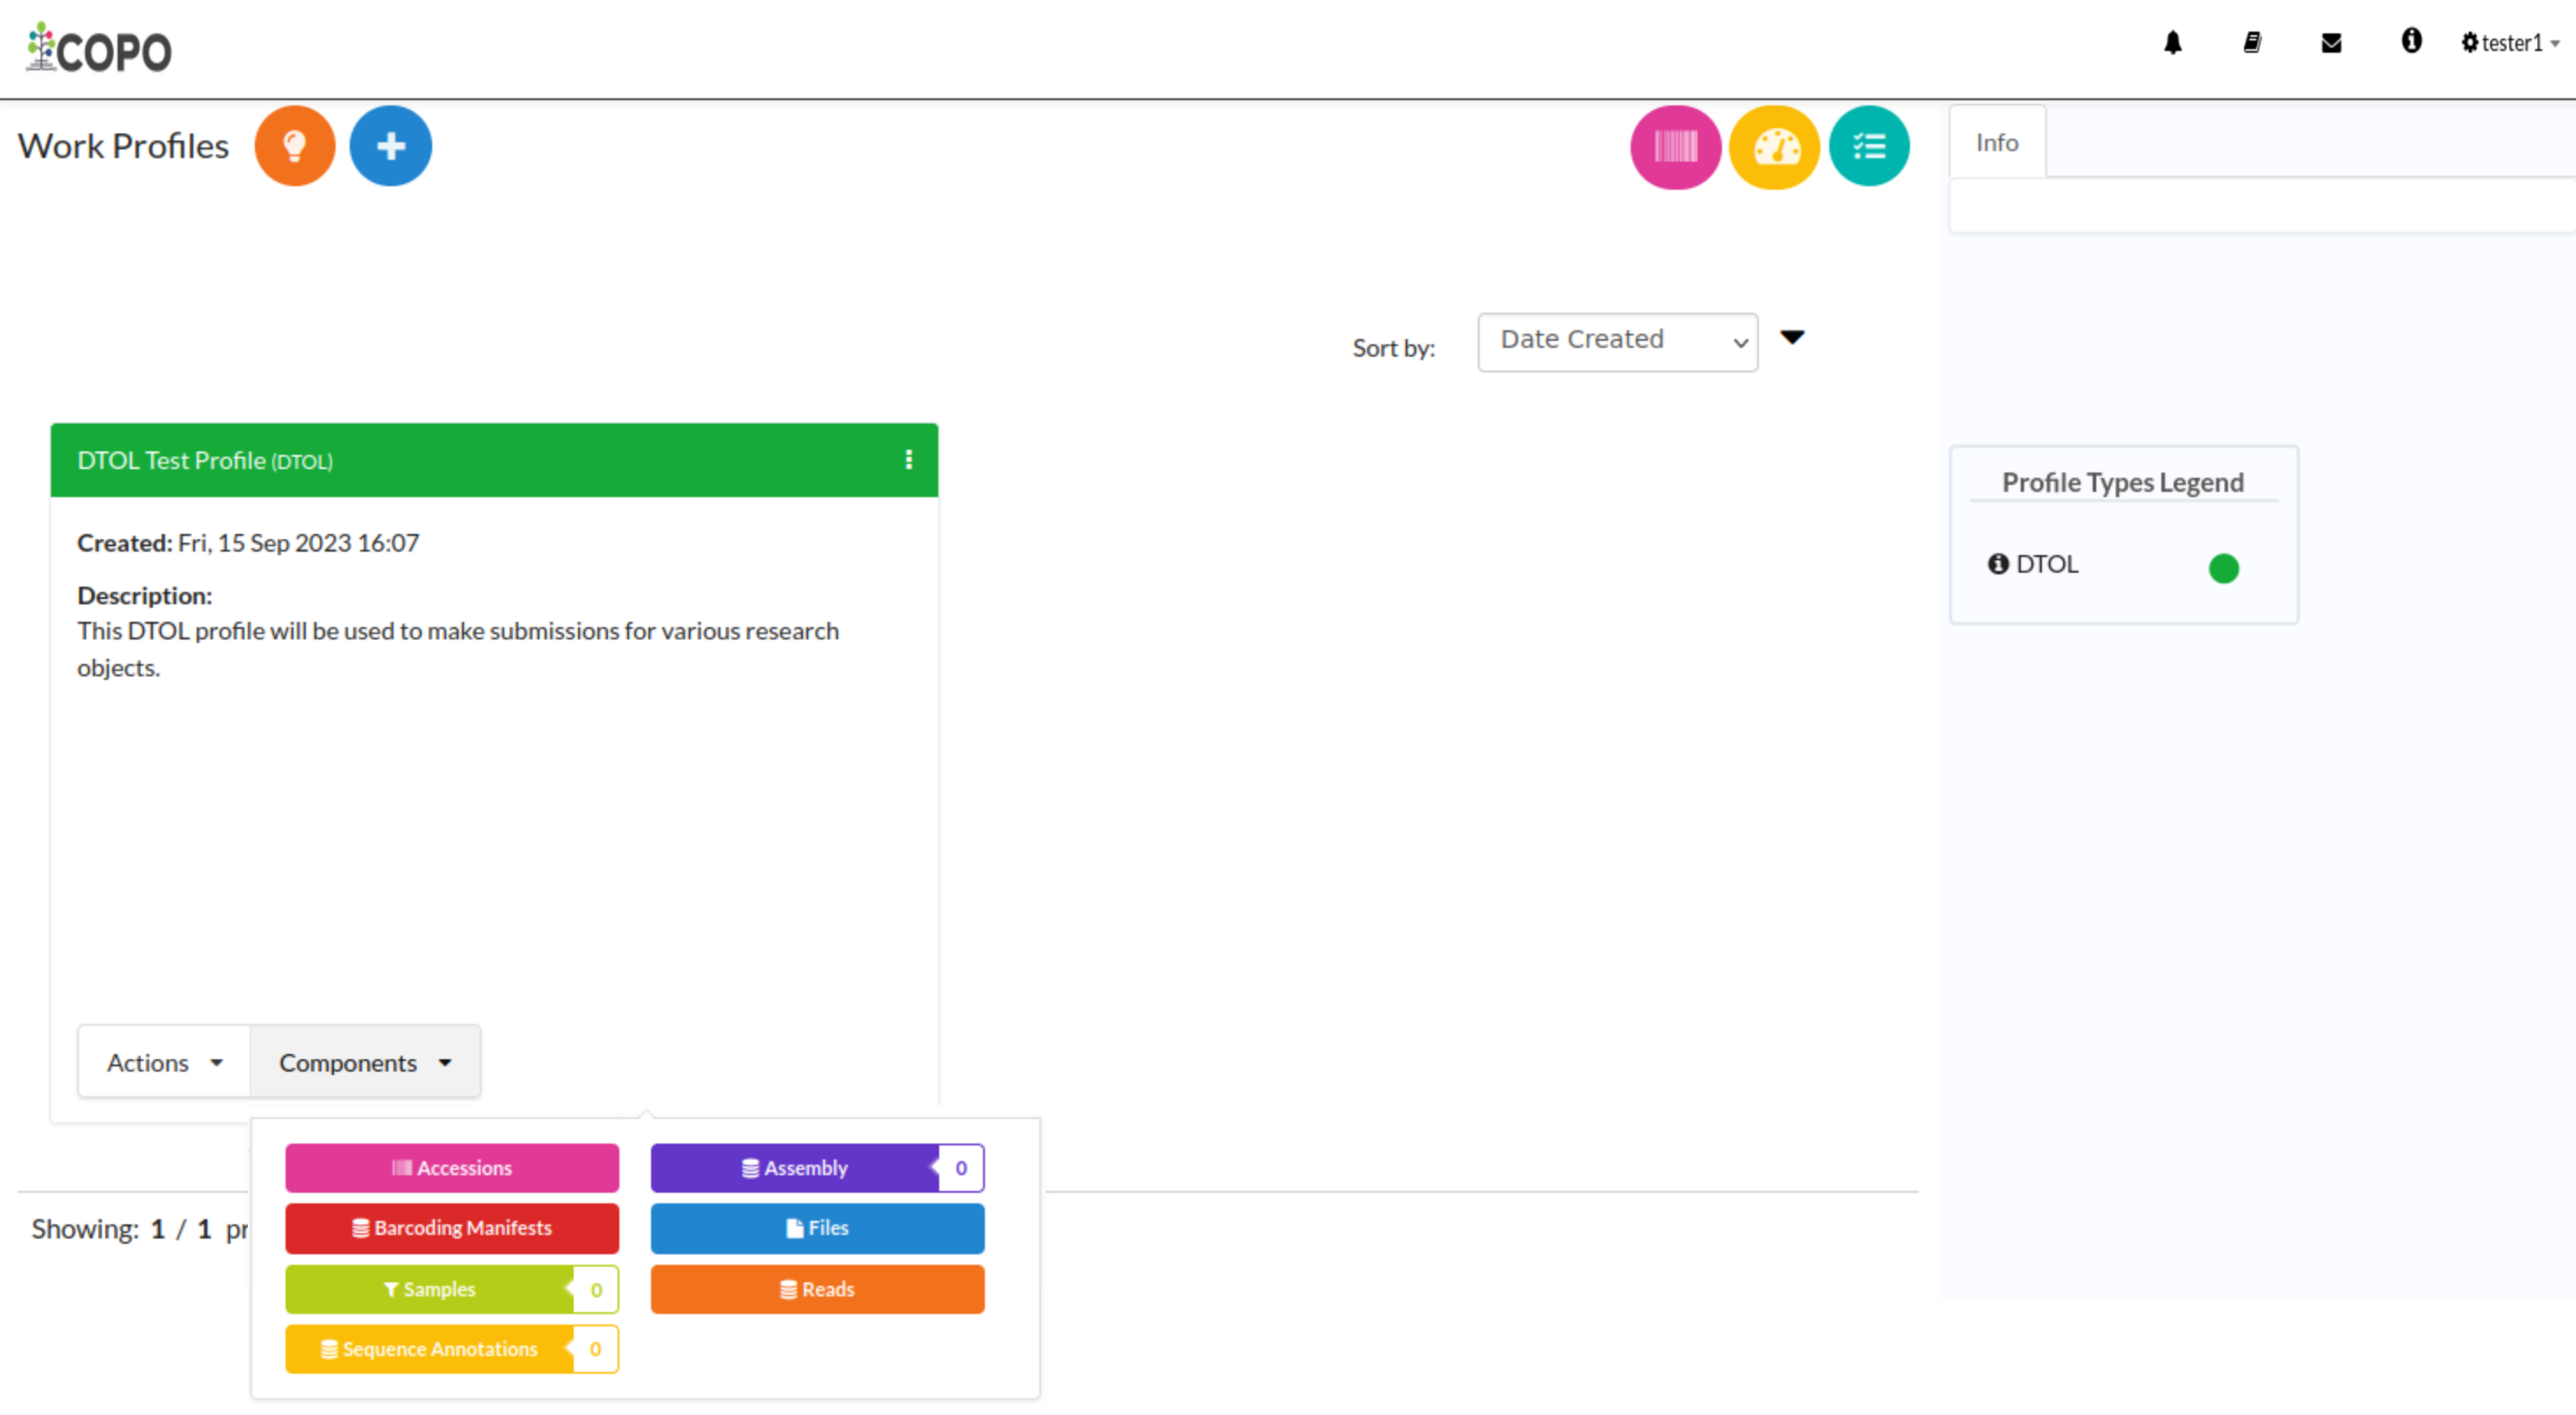 COPO
tester1
Work Profiles
Info
Sort by: Date Created
DTOL Test Profile (DTOL)
Created: Fri, 15 Sep 2023 16:07
Description:
This DTOL profile will be used to make submissions for various research
objects.
Profile Types Legend
DTOL
Actions Components
Accessions Assembly 0
Showing: 1 / 1 pr
Barcoding Manifests Files
Samples 0 Reads
Sequence Annotations 0